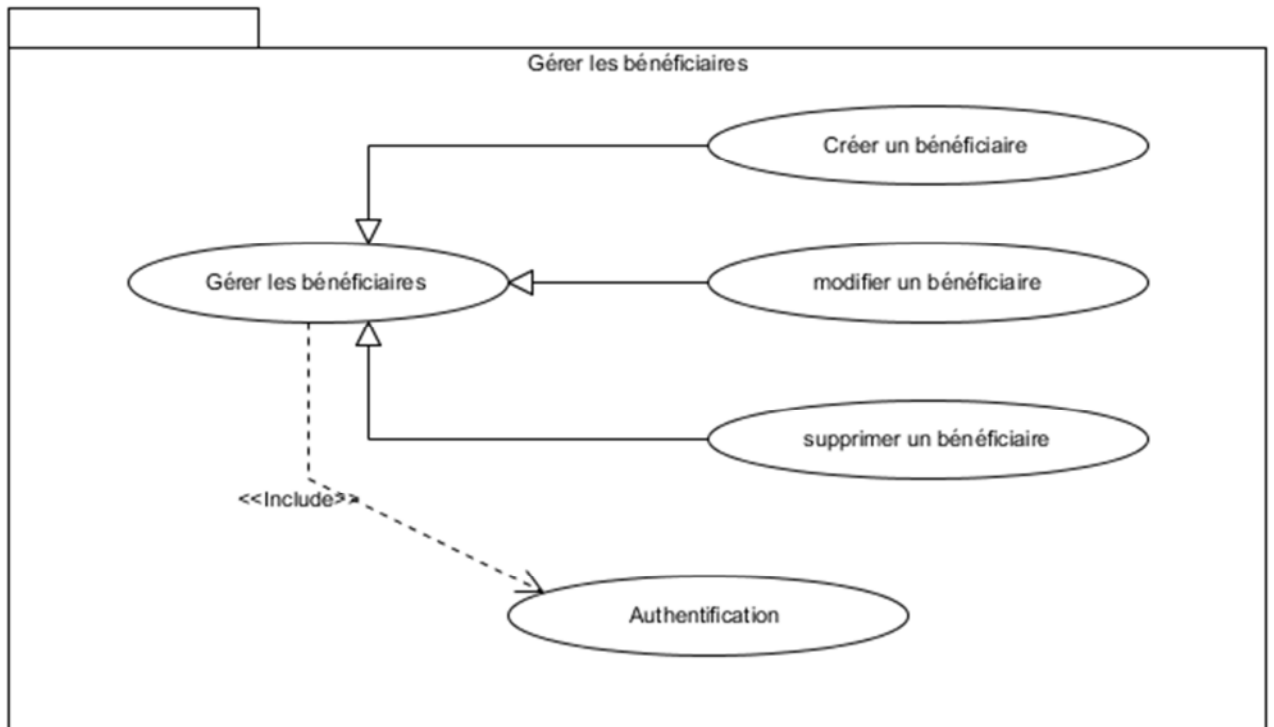 Gérer les bénéficiaires
Créer un bénéficiaire
Gérer les bénéficiaires
modifier un bénéficiaire
supprimer un bénéficiaire
<<Include>>
Authentification